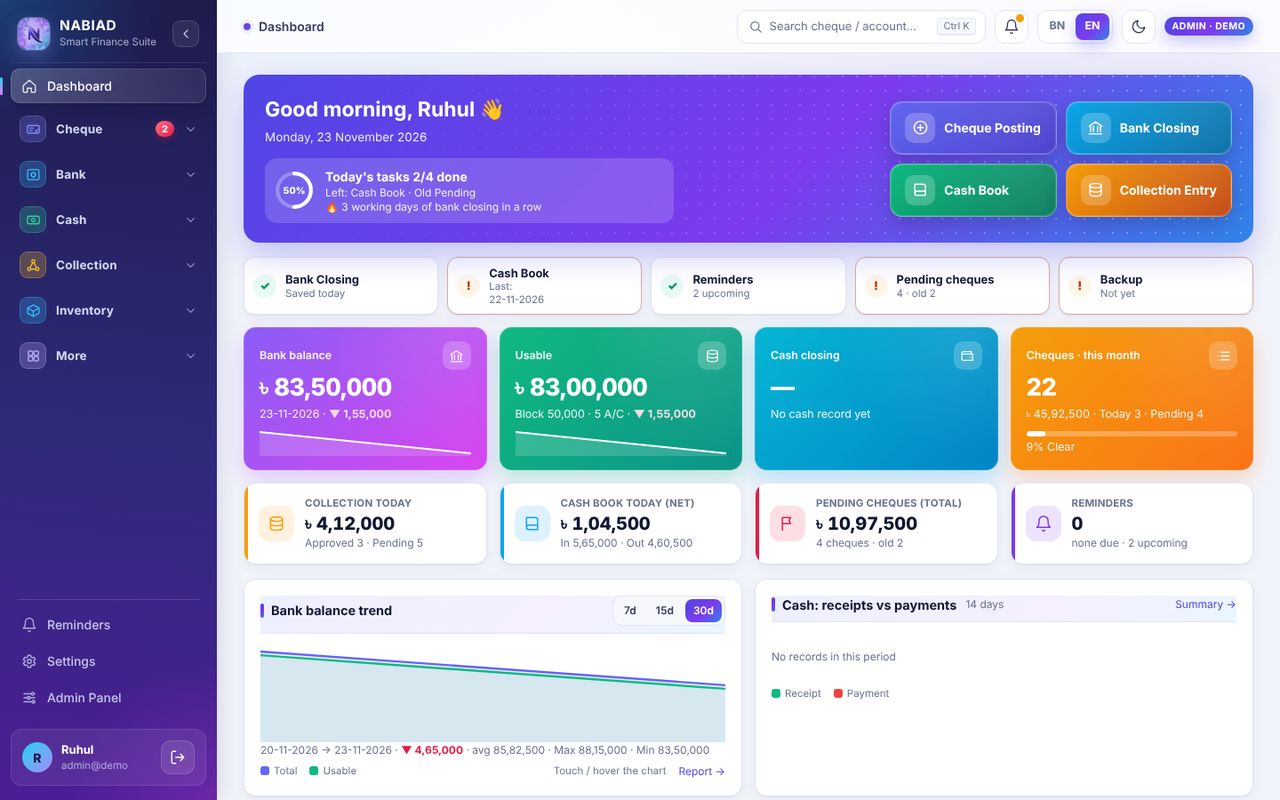 NABIAD
Smart Finance Suite
Dashboard
Cheque 2
Bank
Cash
Collection
Inventory
More
Reminders
Settings
Admin Panel
R
Ruhul
admin@demo
Dashboard
Search cheque / account... Ctrl K
BN EN
ADMIN · DEMO
Good morning, Ruhul 👋
Monday, 23 November 2026
50%
Today's tasks 2/4 done
Left: Cash Book · Old Pending
🔥 3 working days of bank closing in a row
Cheque Posting
Bank Closing
Cash Book
Collection Entry
Bank Closing
Saved today
Cash Book
Last:
22-11-2026
Reminders
2 upcoming
Pending cheques
4 · old 2
Backup
Not yet
Bank balance
৳ 83,50,000
23-11-2026 · ▼ 1,55,000
Usable
৳ 83,00,000
Block 50,000 · 5 A/C · ▼ 1,55,000
Cash closing
—
No cash record yet
Cheques · this month
22
৳ 45,92,500 · Today 3 · Pending 4
9% Clear
COLLECTION TODAY
৳ 4,12,000
Approved 3 · Pending 5
CASH BOOK TODAY (NET)
৳ 1,04,500
In 5,65,000 · Out 4,60,500
PENDING CHEQUES (TOTAL)
৳ 10,97,500
4 cheques · old 2
REMINDERS
0
none due · 2 upcoming
Bank balance trend
7d 15d 30d
20-11-2026 → 23-11-2026 · ▼ 4,65,000 · avg 85,82,500 · Max 88,15,000 · Min 83,50,000
Total Usable Touch / hover the chart Report →
Cash: receipts vs payments 14 days Summary →
No records in this period
Receipt Payment